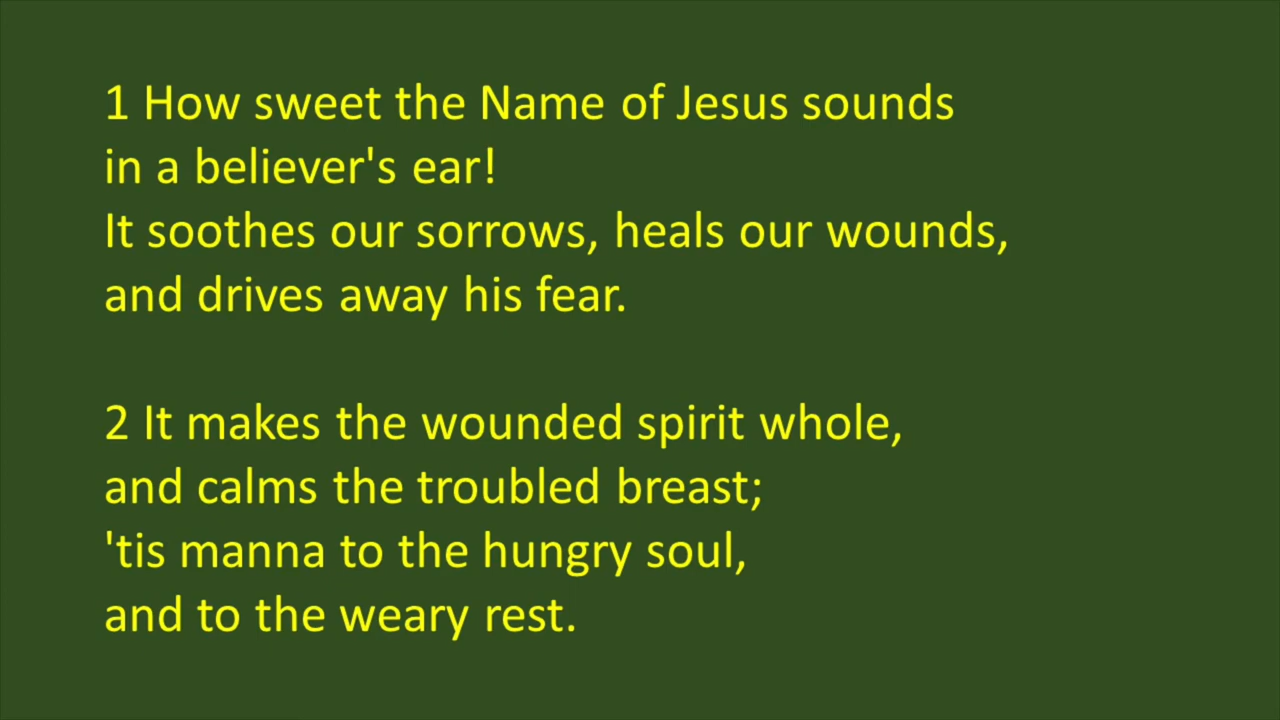 1 How sweet the Name of Jesus sounds
in a believer's ear!
It soothes our sorrows, heals our wounds,
and drives away his fear.
2 It makes the wounded spirit whole,
and calms the troubled breast;
'tis manna to the hungry soul,
and to the weary rest.